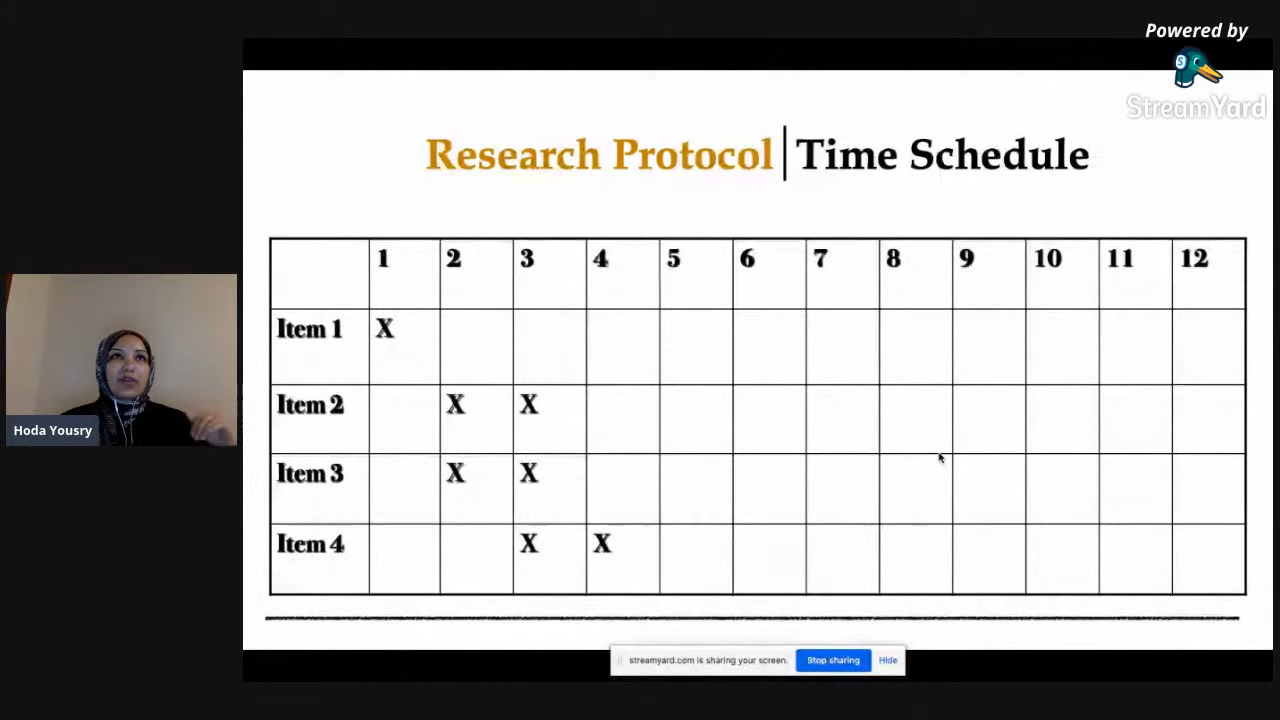 Powered by
StreamYard
Research Protocol | Time Schedule
1 2 3 4 5 6 7 8 9 10 11 12
Item 1 X
Item 2 X X
Item 3 X X
Item 4 X X
Hoda Yousry
streamyard.com is sharing your screen. Stop sharing Hide